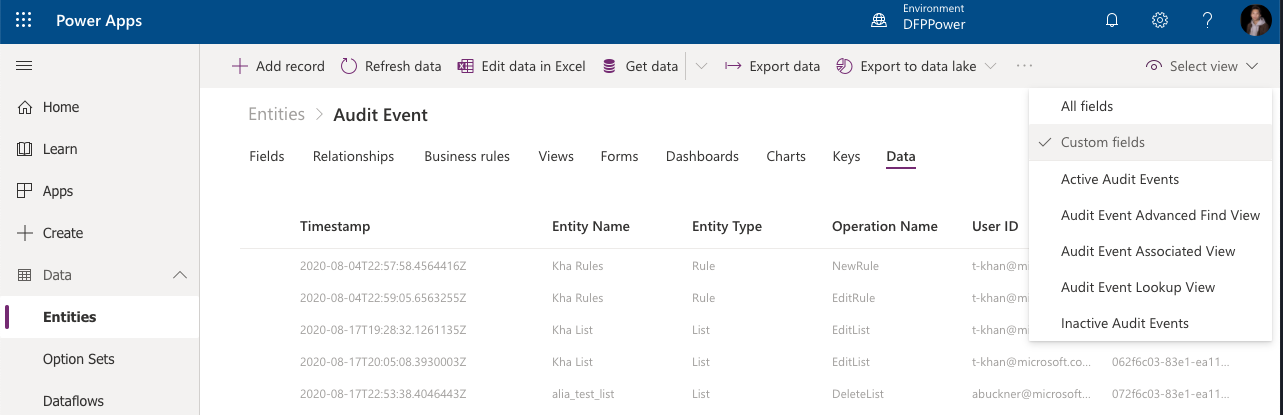 Power Apps
Environment
DFPPower
Add record Refresh data Edit data in Excel Get data Export data Export to data lake ... Select view
Home
Learn
Apps
Create
Data
Entities
Option Sets
Dataflows
Entities > Audit Event
Fields Relationships Business rules Views Forms Dashboards Charts Keys Data
All fields
Custom fields
Active Audit Events
Audit Event Advanced Find View
Audit Event Associated View
Audit Event Lookup View
Inactive Audit Events
Timestamp Entity Name Entity Type Operation Name User ID
2020-08-04T22:57:58.4564416Z Kha Rules Rule NewRule t-khan@mi
2020-08-04T22:59:05.6563255Z Kha Rules Rule EditRule t-khan@mi
2020-08-17T19:28:32.1261135Z Kha List List EditList t-khan@mi
2020-08-17T20:05:08.3930003Z Kha List List EditList t-khan@microsoft.co... 062f6c03-83e1-ea11...
2020-08-17T22:53:38.4046443Z alia_test_list List DeleteList abuckner@microsoft... 072f6c03-83e1-ea11...